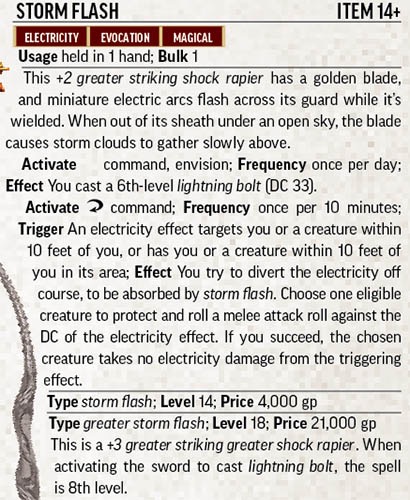 STORM FLASH ITEM 14+
ELECTRICITY EVOCATION MAGICAL
Usage held in 1 hand; Bulk 1
This +2 greater striking shock rapier has a golden blade,
and miniature electric arcs flash across its guard while it's
wielded. When out of its sheath under an open sky, the blade
causes storm clouds to gather slowly above.
Activate command, envision; Frequency once per day;
Effect You cast a 6th-level lightning bolt (DC 33).
Activate command; Frequency once per 10 minutes;
Trigger An electricity effect targets you or a creature within
10 feet of you, or has you or a creature within 10 feet of
you in its area; Effect You try to divert the electricity off
course, to be absorbed by storm flash. Choose one eligible
creature to protect and roll a melee attack roll against the
DC of the electricity effect. If you succeed, the chosen
creature takes no electricity damage from the triggering
effect.
Type storm flash; Level 14; Price 4,000 gp
Type greater storm flash; Level 18; Price 21,000 gp
This is a +3 greater striking greater shock rapier. When
activating the sword to cast lightning bolt, the spell
is 8th level.